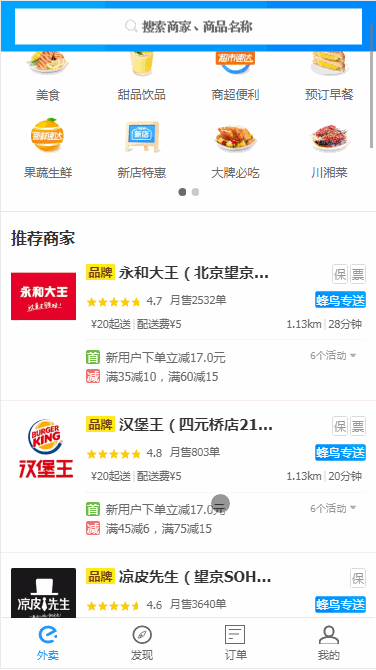 搜索商家、商品名称
美食 甜品饮品 商超便利 预订早餐
超市速达
果蔬速达
新店
果蔬生鲜 新店特惠 大牌必吃 川湘菜
推荐商家
永和大王
品牌 永和大王（北京望京... 保 票
4.7 月售2532单 蜂鸟专送
¥20起送 | 配送费¥5 1.13km | 28分钟
首 新用户下单立减17.0元 6个活动
减 满35减10，满60减15
BURGER KING
汉堡王
品牌 汉堡王（四元桥店21... 保 票
4.8 月售803单 蜂鸟专送
¥20起送 | 配送费¥5 1.13km | 20分钟
首 新用户下单立减17.0元 6个活动
减 满45减6，满75减15
凉皮先生
品牌 凉皮先生（望京SOH... 保
4.6 月售3640单 蜂鸟专送
外卖 发现 订单 我的